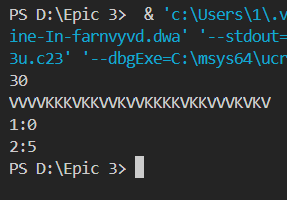 PS D:\Epic 3>  & 'c:\Users\1\.v
ine-In-farnvyvd.dwa' '--stdout=
3u.c23' '--dbgExe=C:\msys64\ucr
30
VVVVKKKVKKVVKVVKKKKVKKVVVKVKV
1:0
2:5
PS D:\Epic 3>